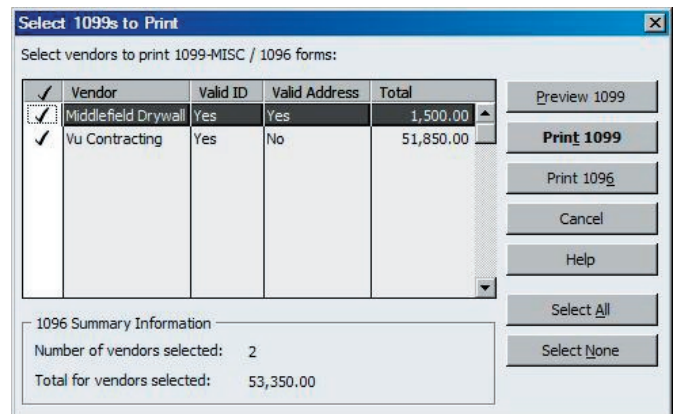 Select 1099s to Print
Select vendors to print 1099-MISC / 1096 forms:
✓ Vendor Valid ID Valid Address Total
✓ Middlefield Drywall Yes Yes 1,500.00
✓ Vu Contracting Yes No 51,850.00
Preview 1099
Print 1099
Print 1096
Cancel
Help
Select All
Select None
1096 Summary Information
Number of vendors selected: 2
Total for vendors selected: 53,350.00